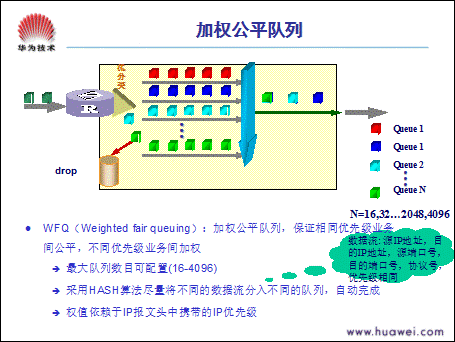 华为技术
加权公平队列
流分类
drop
Queue 1
Queue 1
Queue 2
Queue N
N=16,32…2048,4096
WFQ（Weighted fair queuing）：加权公平队列，保证相同优先级业务
间公平，不同优先级业务间加权
最大队列数目可配置(16-4096)
采用HASH算法尽量将不同的数据流分入不同的队列，自动完成
权值依赖于IP报文头中携带的IP优先级
数据流: 源IP地址，目
的IP地址，源端口号，
目的端口号，协议号，
优先级相同
www.huawei.com